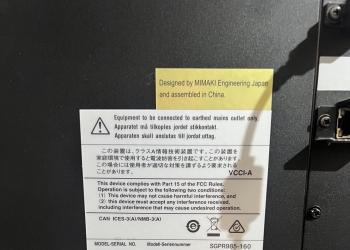 Designed by MIMAKI Engineering Japan
and assembled in China.
Equipment to be connected to earthed mains outlet only.
Apparatet må tilkoples jordet stikkontakt.
Apparaten skall anslutas till jordat uttag.
この装置は、クラスA情報技術装置です。この装置を
家庭環境で使用すると電波妨害を引き起こすことがあります。
この場合には使用者が適切な対策を講ずるよう要求される
ことがあります。
VCCI-A
This device complies with Part 15 of the FCC Rules.
Operation is subject to the following two conditions;
(1) this device may not cause harmful interference, and
(2) this device must accept any interference received,
including interference that may cause undesired operation.
CAN ICES-3(A)/NMB-3(A)
MODEL-SERIAL NO. Modell-Seriennummer SGPR965-160